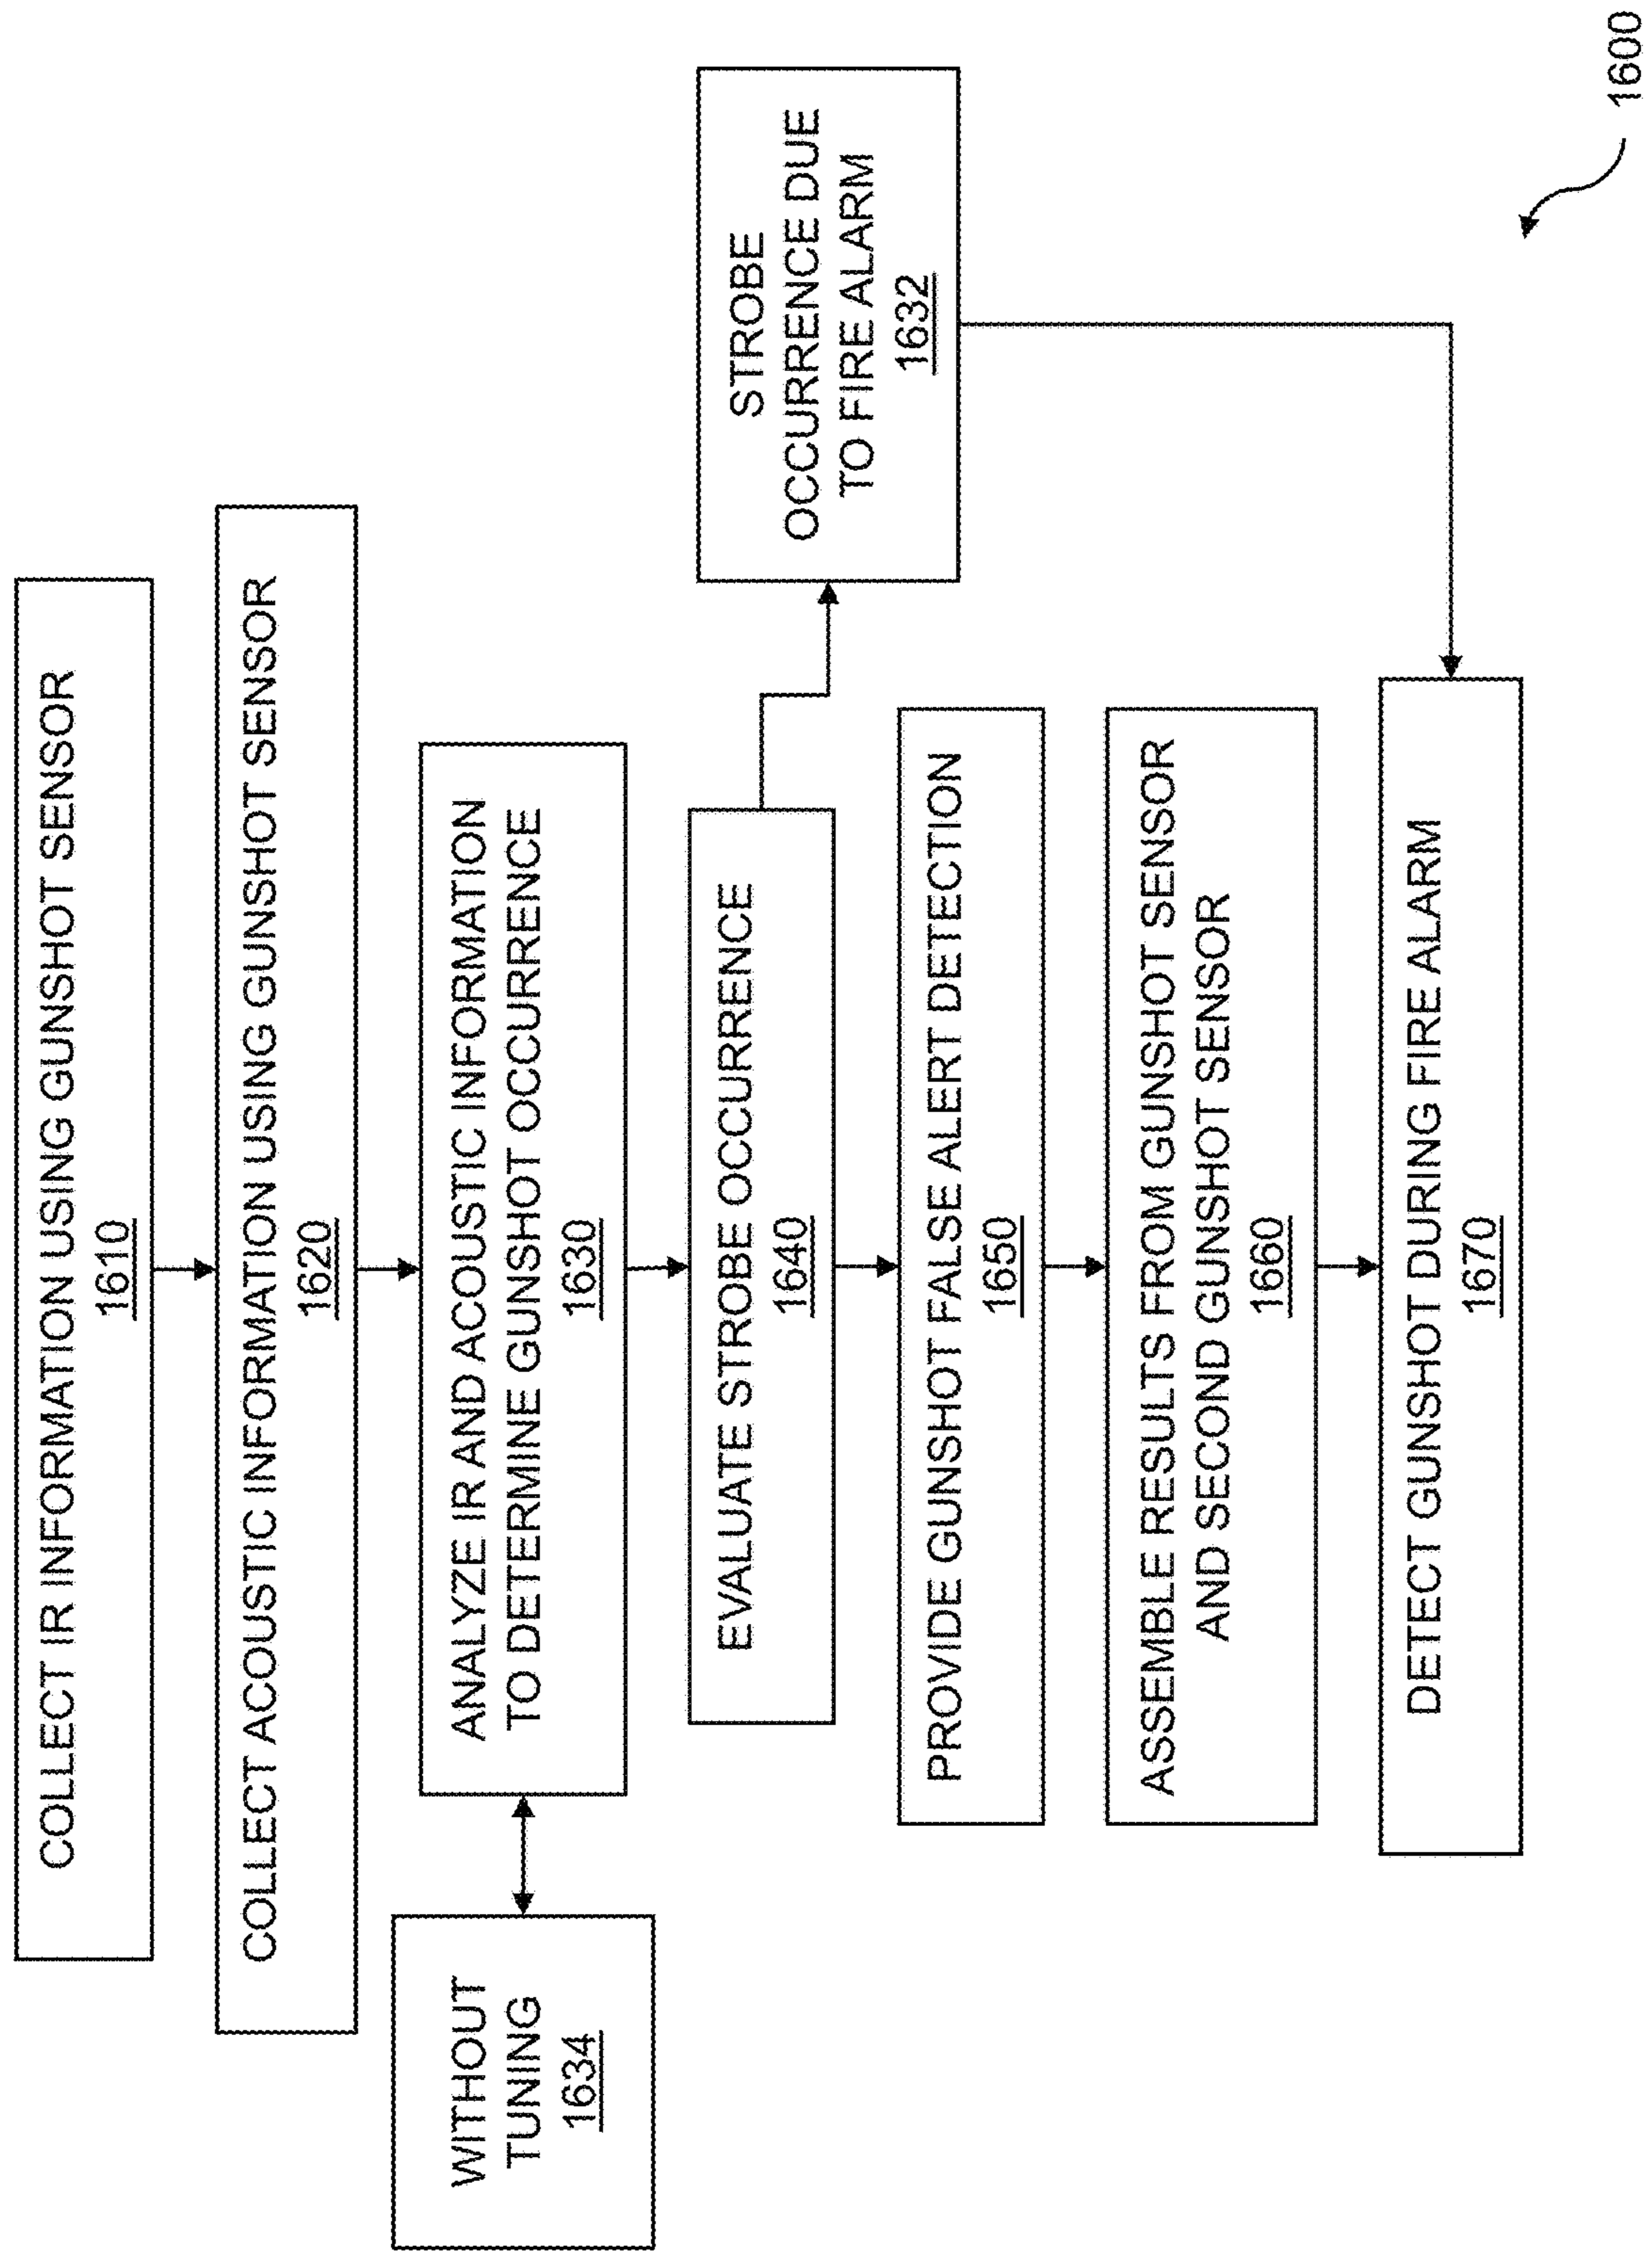 COLLECT IR INFORMATION USING GUNSHOT SENSOR
1610
COLLECT ACOUSTIC INFORMATION USING GUNSHOT SENSOR
1620
WITHOUT
TUNING
1634
ANALYZE IR AND ACOUSTIC INFORMATION
TO DETERMINE GUNSHOT OCCURRENCE
1630
EVALUATE STROBE OCCURRENCE
1640
STROBE
OCCURRENCE DUE
TO FIRE ALARM
1632
PROVIDE GUNSHOT FALSE ALERT DETECTION
1650
ASSEMBLE RESULTS FROM GUNSHOT SENSOR
AND SECOND GUNSHOT SENSOR
1660
DETECT GUNSHOT DURING FIRE ALARM
1670
1600